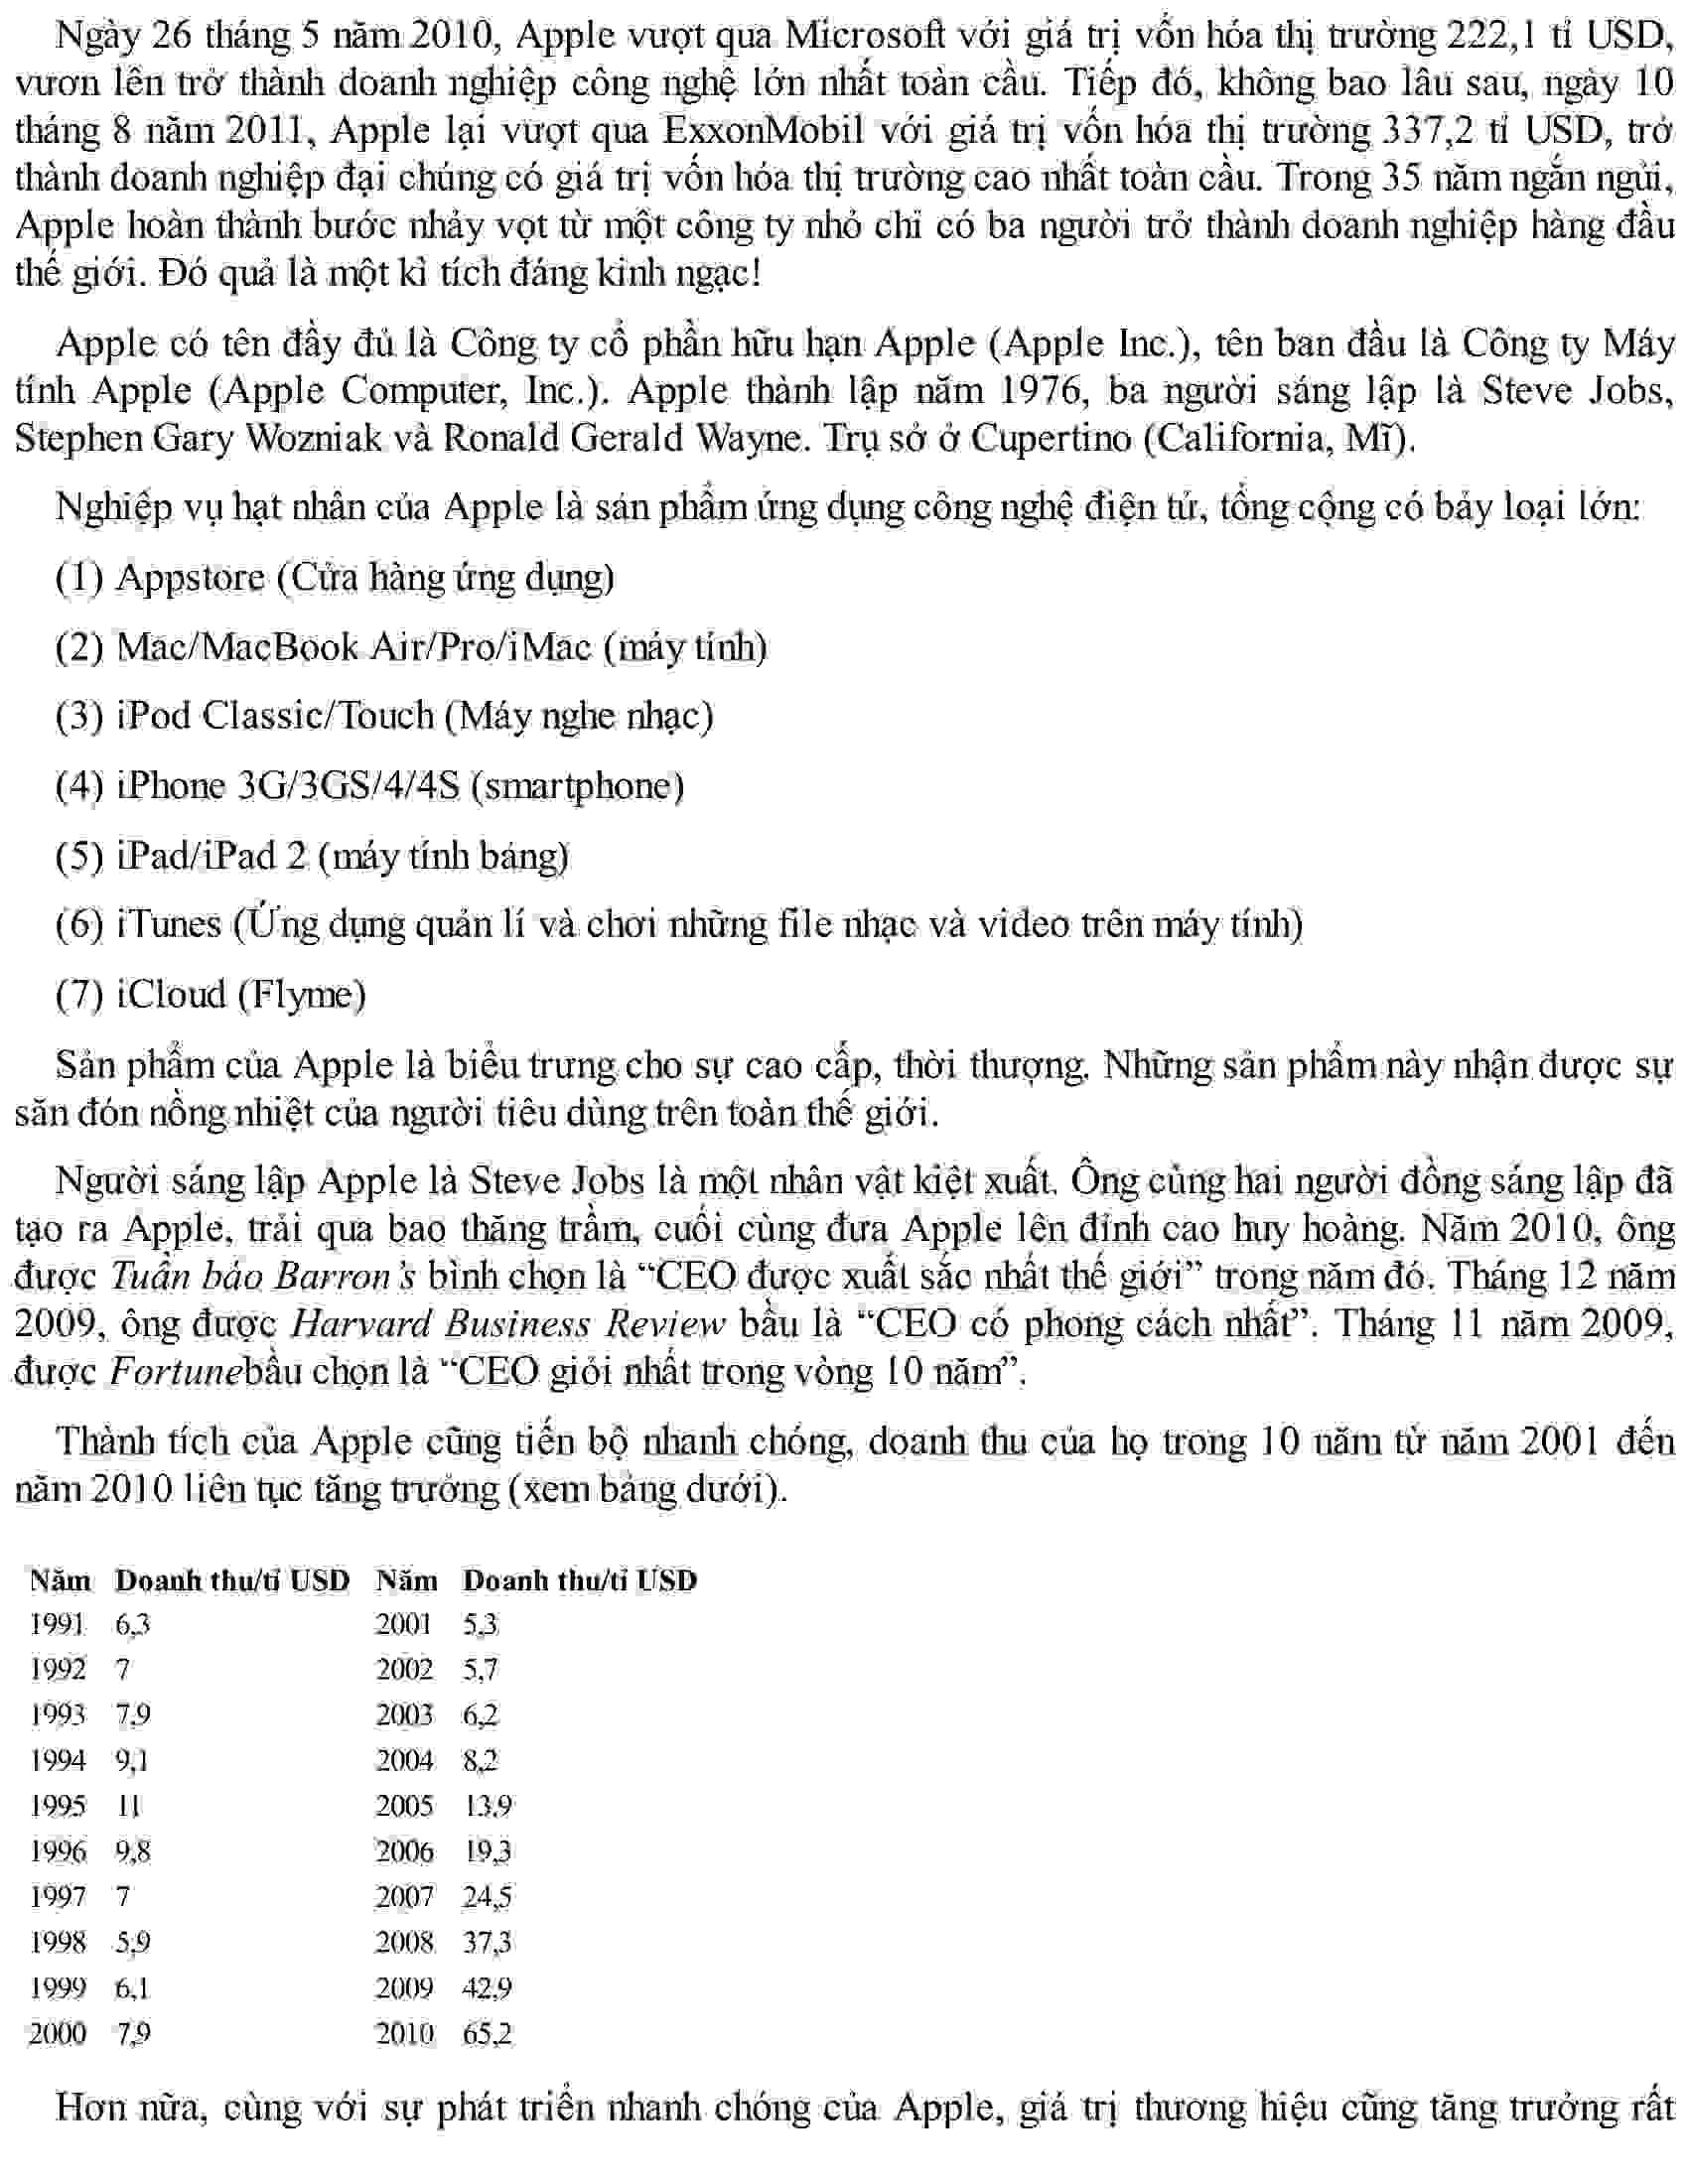 Ngày 26 tháng 5 năm 2010, Apple vượt qua Microsoft với giá trị vốn hóa thị trường 222,1 tỉ USD,
vươn lên trở thành doanh nghiệp công nghệ lớn nhất toàn cầu. Tiếp đó, không bao lâu sau, ngày 10
tháng 8 năm 2011, Apple lại vượt qua ExxonMobil với giá trị vốn hóa thị trường 337,2 tỉ USD, trở
thành doanh nghiệp đại chúng có giá trị vốn hóa thị trường cao nhất toàn cầu. Trong 35 năm ngắn ngủi,
Apple hoàn thành bước nhảy vọt từ một công ty nhỏ chỉ có ba người trở thành doanh nghiệp hàng đầu
thế giới. Đó quả là một kì tích đáng kinh ngạc!
Apple có tên đầy đủ là Công ty cổ phần hữu hạn Apple (Apple Inc.), tên ban đầu là Công ty Máy
tính Apple (Apple Computer, Inc.). Apple thành lập năm 1976, ba người sáng lập là Steve Jobs,
Stephen Gary Wozniak và Ronald Gerald Wayne. Trụ sở ở Cupertino (California, Mĩ).
Nghiệp vụ hạt nhân của Apple là sản phẩm ứng dụng công nghệ điện tử, tổng cộng có bảy loại lớn:
(1) Appstore (Cửa hàng ứng dụng)
(2) Mac/MacBook Air/Pro/iMac (máy tính)
(3) iPod Classic/Touch (Máy nghe nhạc)
(4) iPhone 3G/3GS/4/4S (smartphone)
(5) iPad/iPad 2 (máy tính bảng)
(6) iTunes (Ứng dụng quản lí và chơi những file nhạc và video trên máy tính)
(7) iCloud (Flyme)
Sản phẩm của Apple là biểu trưng cho sự cao cấp, thời thượng. Những sản phẩm này nhận được sự
săn đón nồng nhiệt của người tiêu dùng trên toàn thế giới.
Người sáng lập Apple là Steve Jobs là một nhân vật kiệt xuất. Ông cùng hai người đồng sáng lập đã
tạo ra Apple, trải qua bao thăng trầm, cuối cùng đưa Apple lên đỉnh cao huy hoàng. Năm 2010, ông
được Tuần báo Barron's bình chọn là “CEO được xuất sắc nhất thế giới” trong năm đó. Tháng 12 năm
2009, ông được Harvard Business Review bầu là “CEO có phong cách nhất”. Tháng 11 năm 2009,
được Fortunebầu chọn là “CEO giỏi nhất trong vòng 10 năm”.
Thành tích của Apple cũng tiến bộ nhanh chóng, doanh thu của họ trong 10 năm từ năm 2001 đến
năm 2010 liên tục tăng trưởng (xem bảng dưới).
Năm Doanh thu/tỉ USD Năm Doanh thu/tỉ USD
1991 6,3 2001 5,3
1992 7 2002 5,7
1993 7,9 2003 6,2
1994 9,1 2004 8,2
1995 11 2005 13,9
1996 9,8 2006 19,3
1997 7 2007 24,5
1998 5,9 2008 37,3
1999 6,1 2009 42,9
2000 7,9 2010 65,2
Hơn nữa, cùng với sự phát triển nhanh chóng của Apple, giá trị thương hiệu cũng tăng trưởng rất